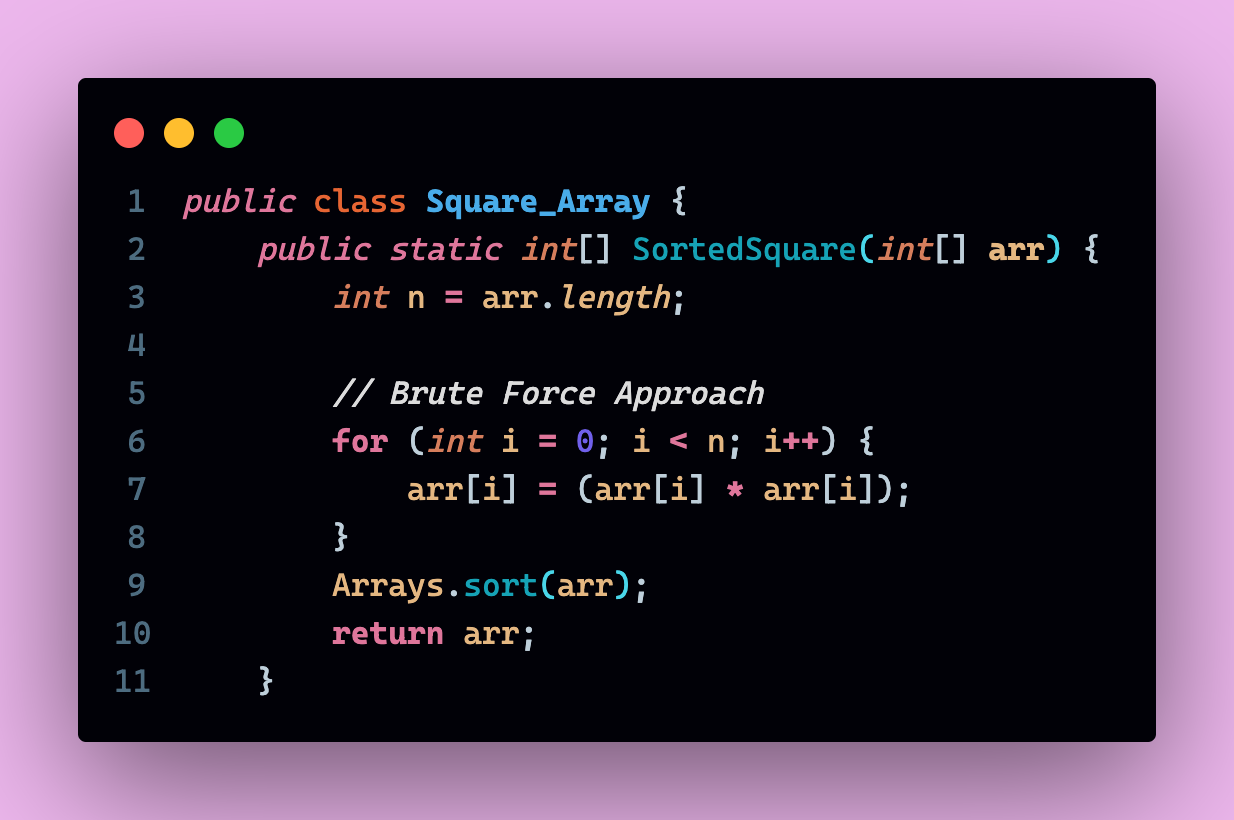 1 public class Square_Array {
2 public static int[] SortedSquare(int[] arr) {
3 int n = arr.length;
4
5 // Brute Force Approach
6 for (int i = 0; i < n; i++) {
7 arr[i] = (arr[i] * arr[i]);
8 }
9 Arrays.sort(arr);
10 return arr;
11 }